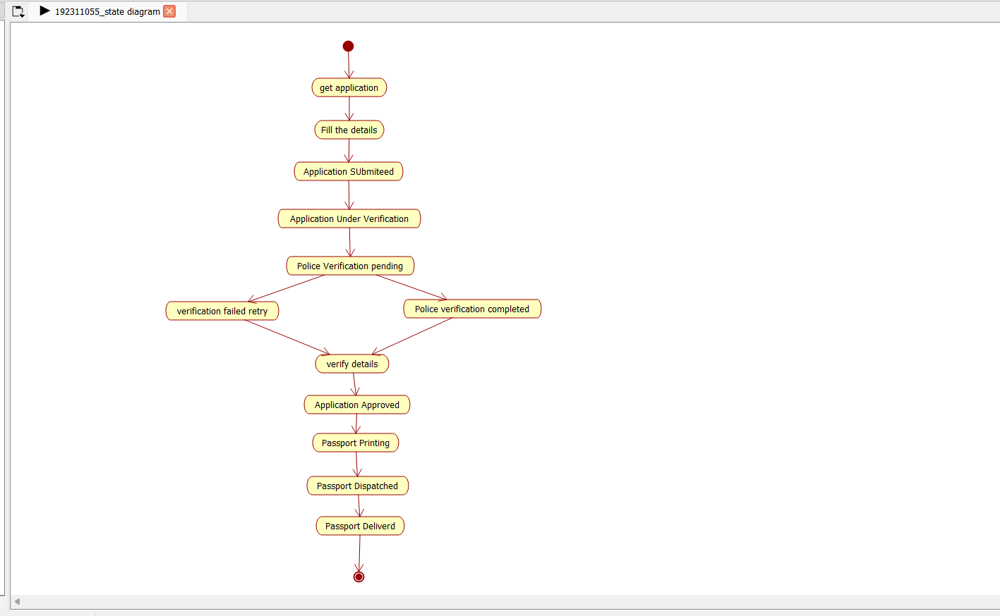 192311055_state diagram
get application
Fill the details
Application SUbmiteed
Application Under Verification
Police Verification pending
verification failed retry
Police verification completed
verify details
Application Approved
Passport Printing
Passport Dispatched
Passport Deliverd